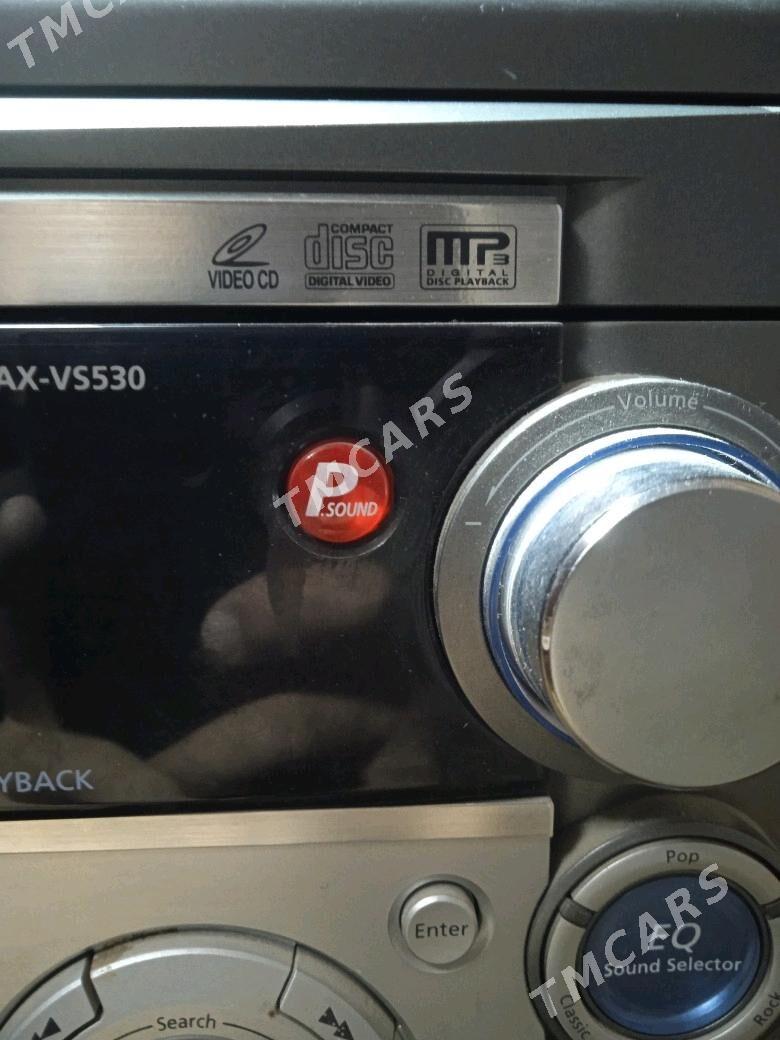 TMCARS
VIDEO CD
COMPACT
disc
DIGITAL VIDEO
MP3
DIGITAL
DISC PLAYBACK
AX-VS530
Volume
TMCARS
P.SOUND
YBACK
Pop
Enter
EQ
Sound Selector
TMCARS
Classic
Rock
Search